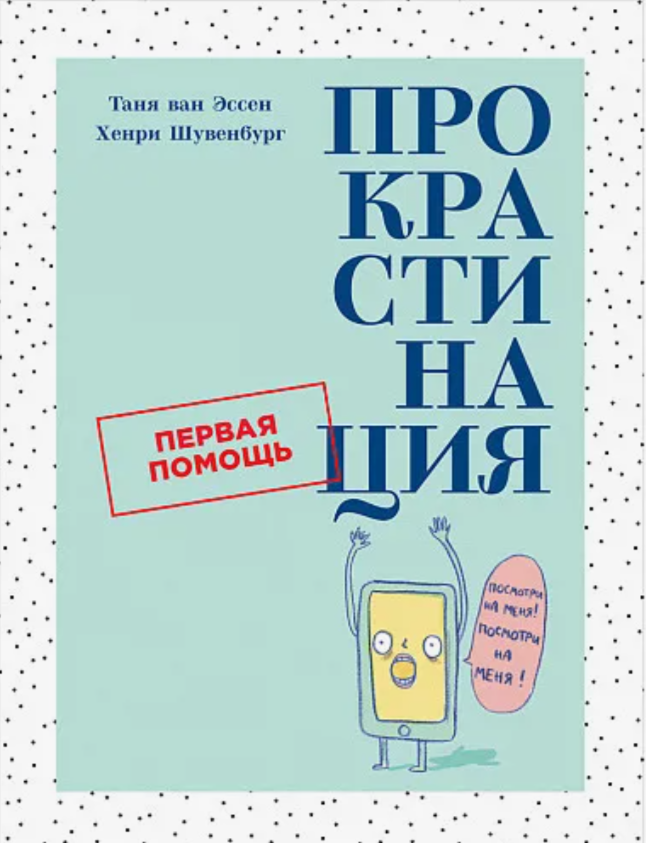 Таня ван Эссен
Хенри Шувенбург
ПРО
КРА
СТИ
НА
ЦИЯ
ПЕРВАЯ
ПОМОЩЬ
ПОСМОТРИ
НА МЕНЯ!
ПОСМОТРИ
НА
МЕНЯ!